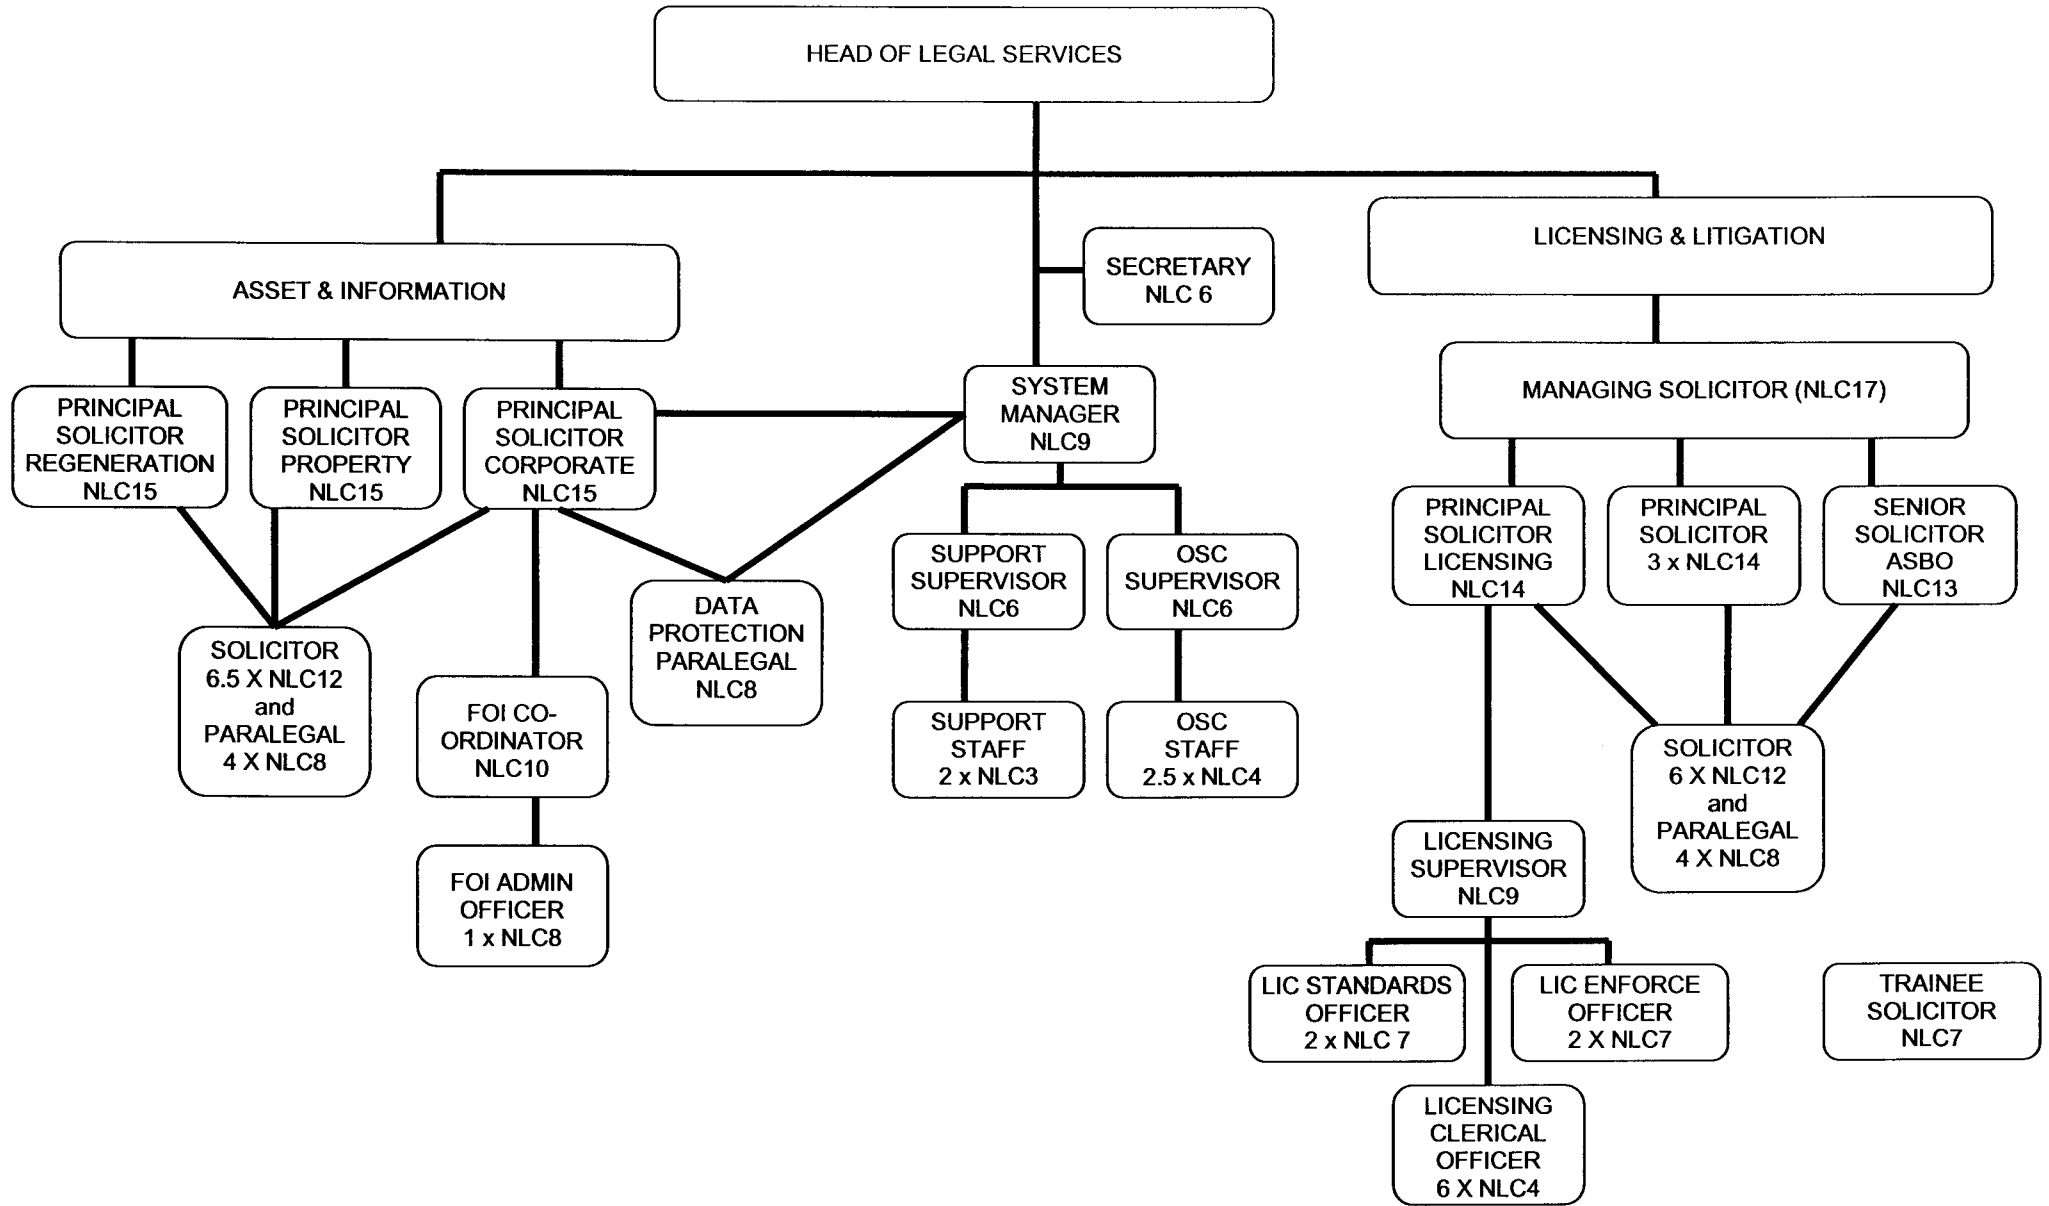 HEAD OF LEGAL SERVICES
LICENSING & LITIGATION
SECRETARY
NLC 6
ASSET & INFORMATION
SYSTEM
MANAGER
NLC9
MANAGING SOLICITOR (NLC17)
PRINCIPAL
SOLICITOR
REGENERATION
NLC15
PRINCIPAL
SOLICITOR
PROPERTY
NLC15
PRINCIPAL
SOLICITOR
CORPORATE
NLC15
PRINCIPAL
SOLICITOR
LICENSING
NLC14
PRINCIPAL
SOLICITOR
3 x NLC14
SENIOR
SOLICITOR
ASBO
NLC13
SUPPORT
SUPERVISOR
NLC6
OSC
SUPERVISOR
NLC6
DATA
PROTECTION
PARALEGAL
NLC8
SOLICITOR
6.5 X NLC12
and
PARALEGAL
4 X NLC8
FOI CO-
ORDINATOR
NLC10
SUPPORT
STAFF
2 x NLC3
OSC
STAFF
2.5 x NLC4
SOLICITOR
6 X NLC12
and
PARALEGAL
4 X NLC8
LICENSING
SUPERVISOR
NLC9
FOI ADMIN
OFFICER
1 x NLC8
LIC STANDARDS
OFFICER
2 x NLC 7
LIC ENFORCE
OFFICER
2 X NLC7
TRAINEE
SOLICITOR
NLC7
LICENSING
CLERICAL
OFFICER
6 X NLC4